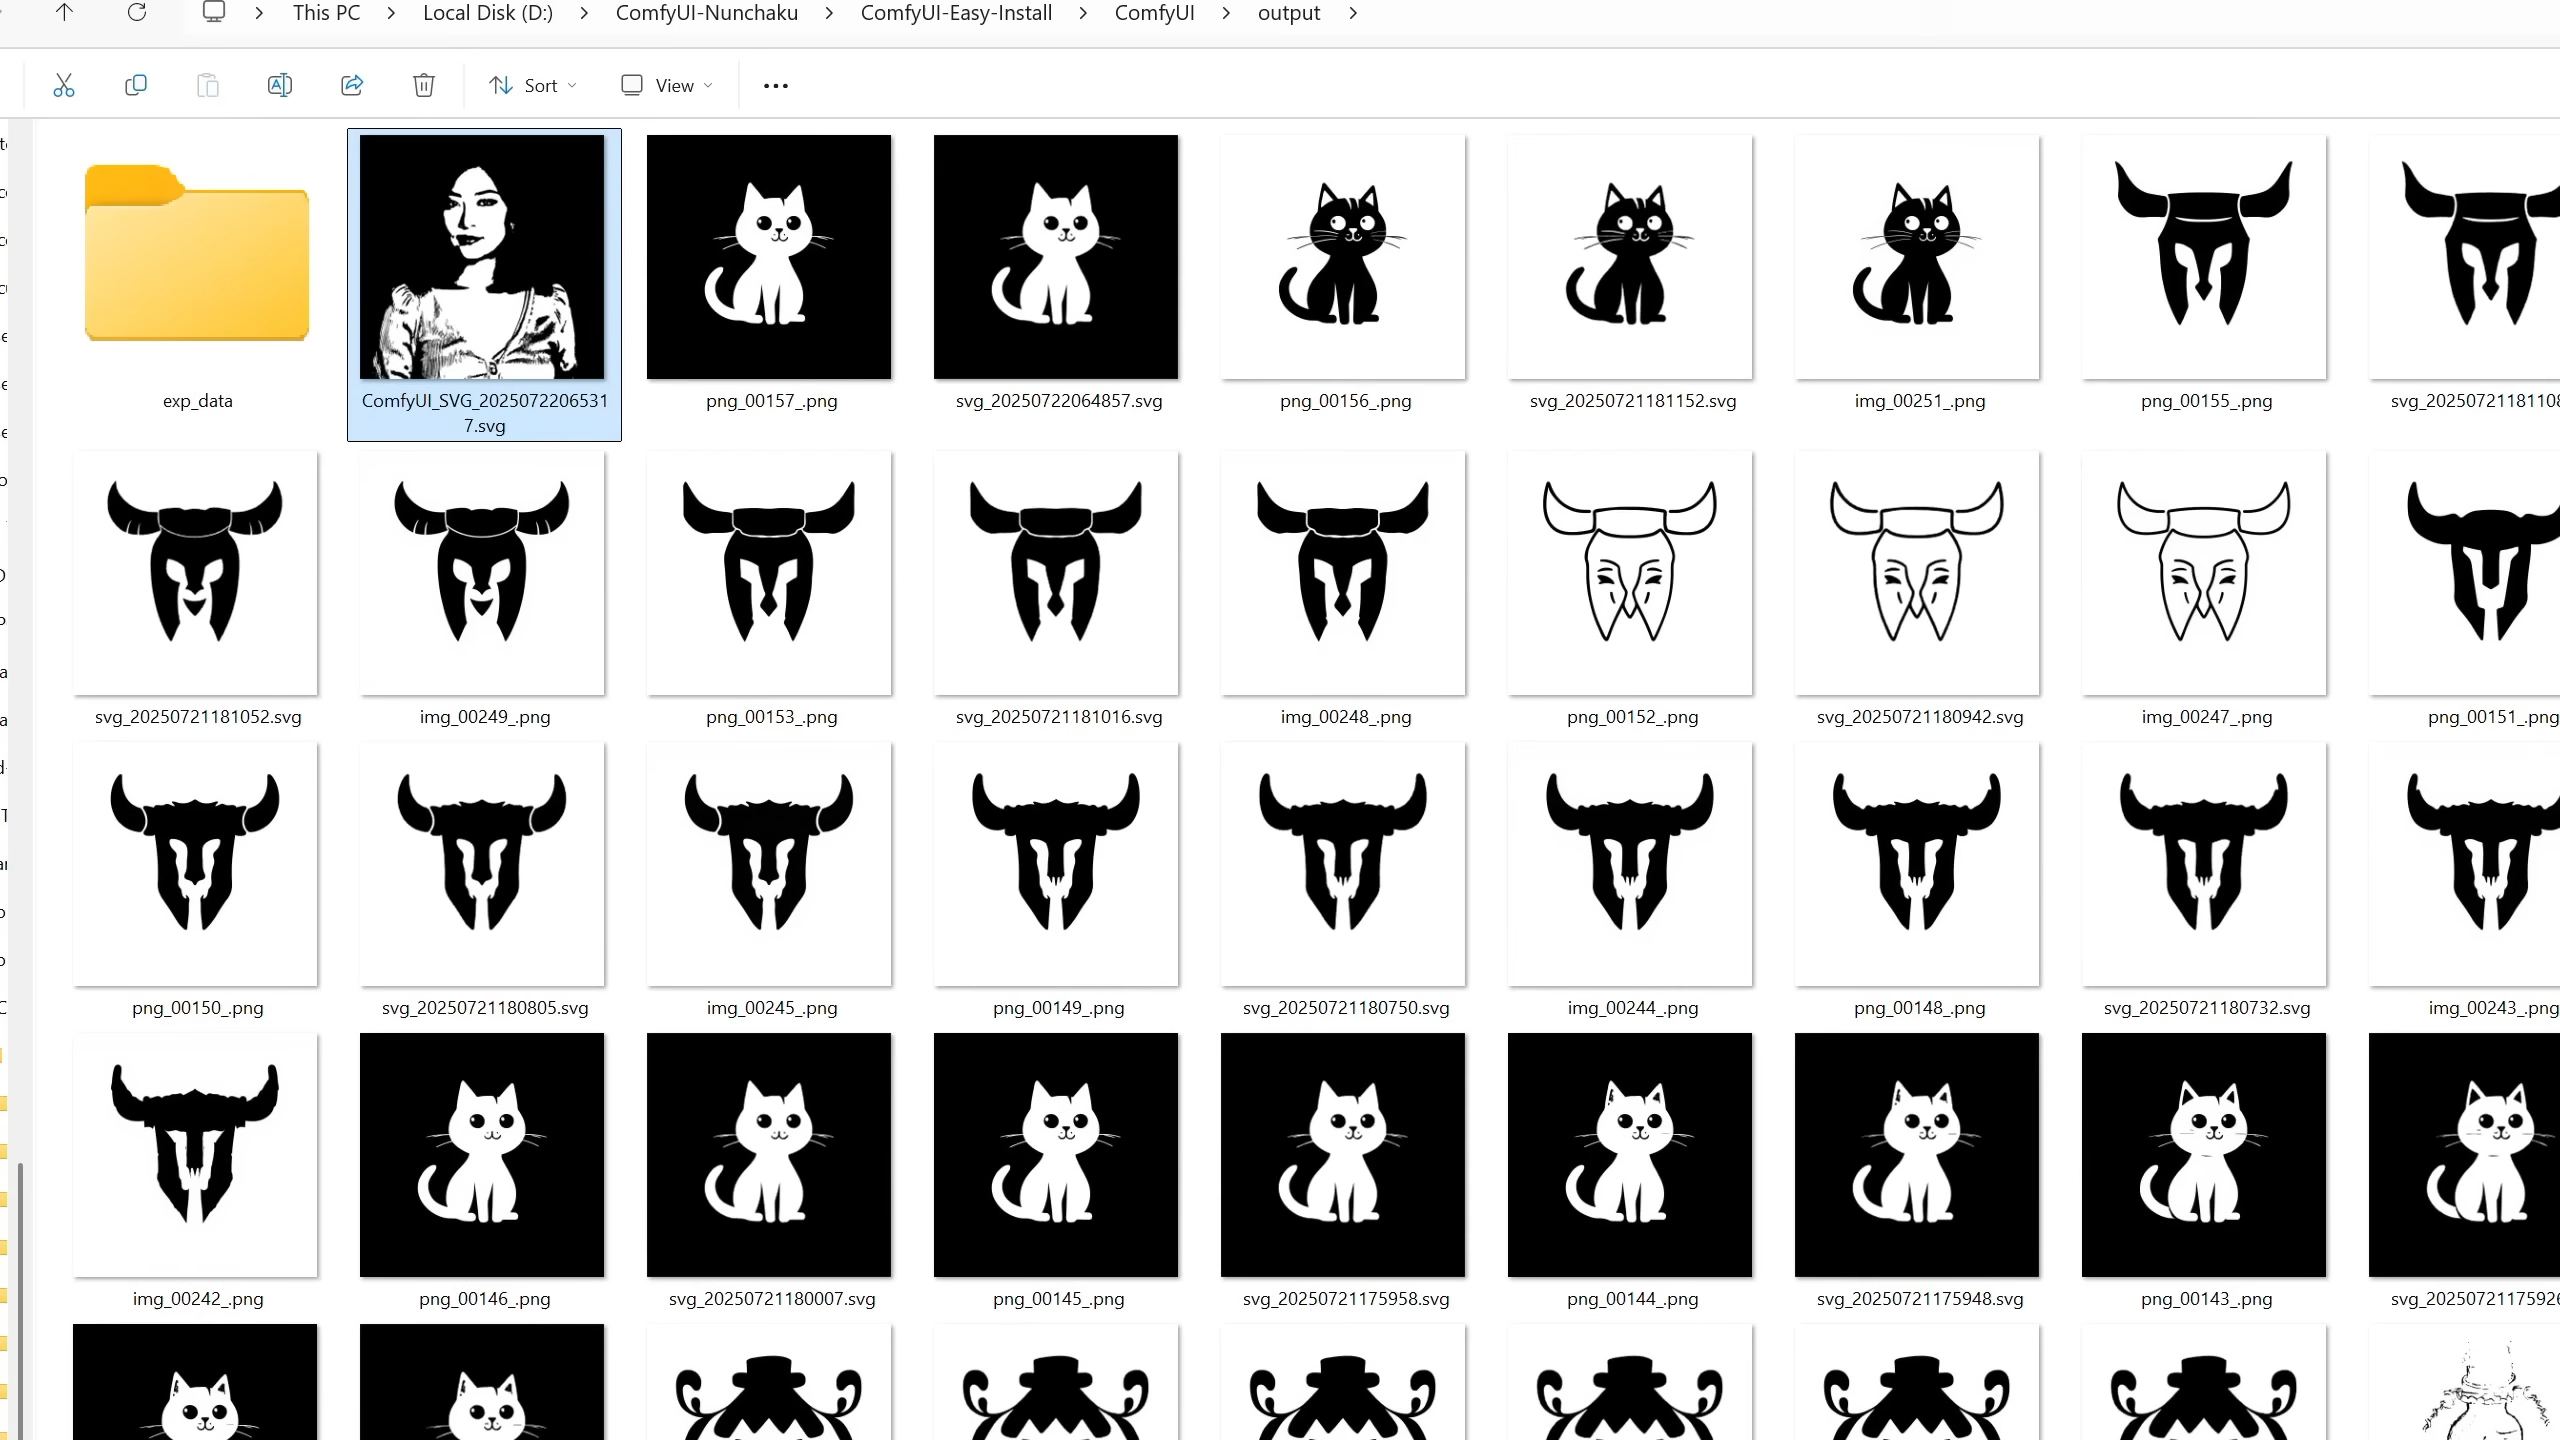 This PC > Local Disk (D:) > ComfyUI-Nunchaku > ComfyUI-Easy-Install > ComfyUI > output >
Sort View
exp_data
ComfyUI_SVG_2025072206531
7.svg
png_00157_.png
svg_20250722064857.svg
png_00156_.png
svg_20250721181152.svg
img_00251_.png
png_00155_.png
svg_2025072118110
svg_20250721181052.svg
img_00249_.png
png_00153_.png
svg_20250721181016.svg
img_00248_.png
png_00152_.png
svg_20250721180942.svg
img_00247_.png
png_00151_.png
png_00150_.png
svg_20250721180805.svg
img_00245_.png
png_00149_.png
svg_20250721180750.svg
img_00244_.png
png_00148_.png
svg_20250721180732.svg
img_00243_.png
img_00242_.png
png_00146_.png
svg_20250721180007.svg
png_00145_.png
svg_20250721175958.svg
png_00144_.png
svg_20250721175948.svg
png_00143_.png
svg_2025072117592